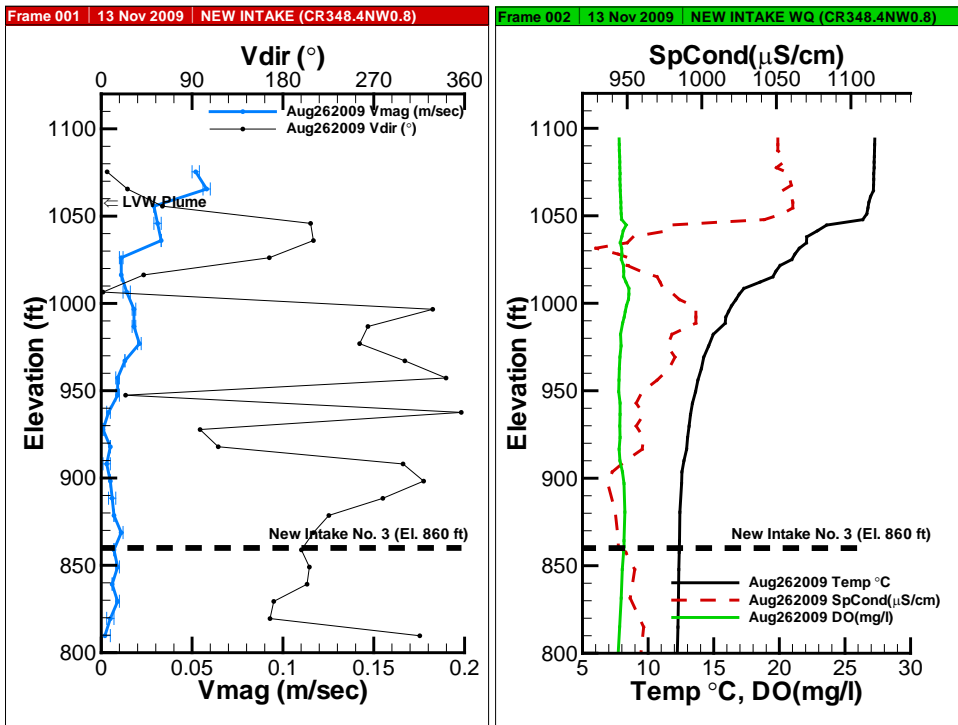 Frame 001 | 13 Nov 2009 | NEW INTAKE (CR348.4NW0.8)
Vdir (°)
0 90 180 270 360
Aug262009 Vmag (m/sec)
Aug262009 Vdir (°)
⇐ LVW Plume
New Intake No. 3 (El. 860 ft)
Elevation (ft)
1100
1050
1000
950
900
850
800
0 0.05 0.1 0.15 0.2
Vmag (m/sec)
Frame 002 | 13 Nov 2009 | NEW INTAKE WQ (CR348.4NW0.8)
SpCond(μS/cm)
950 1000 1050 1100
New Intake No. 3 (El. 860 ft)
Aug262009 Temp °C
Aug262009 SpCond(μS/cm)
Aug262009 DO(mg/l)
Elevation (ft)
1100
1050
1000
950
900
850
800
5 10 15 20 25 30
Temp °C, DO(mg/l)